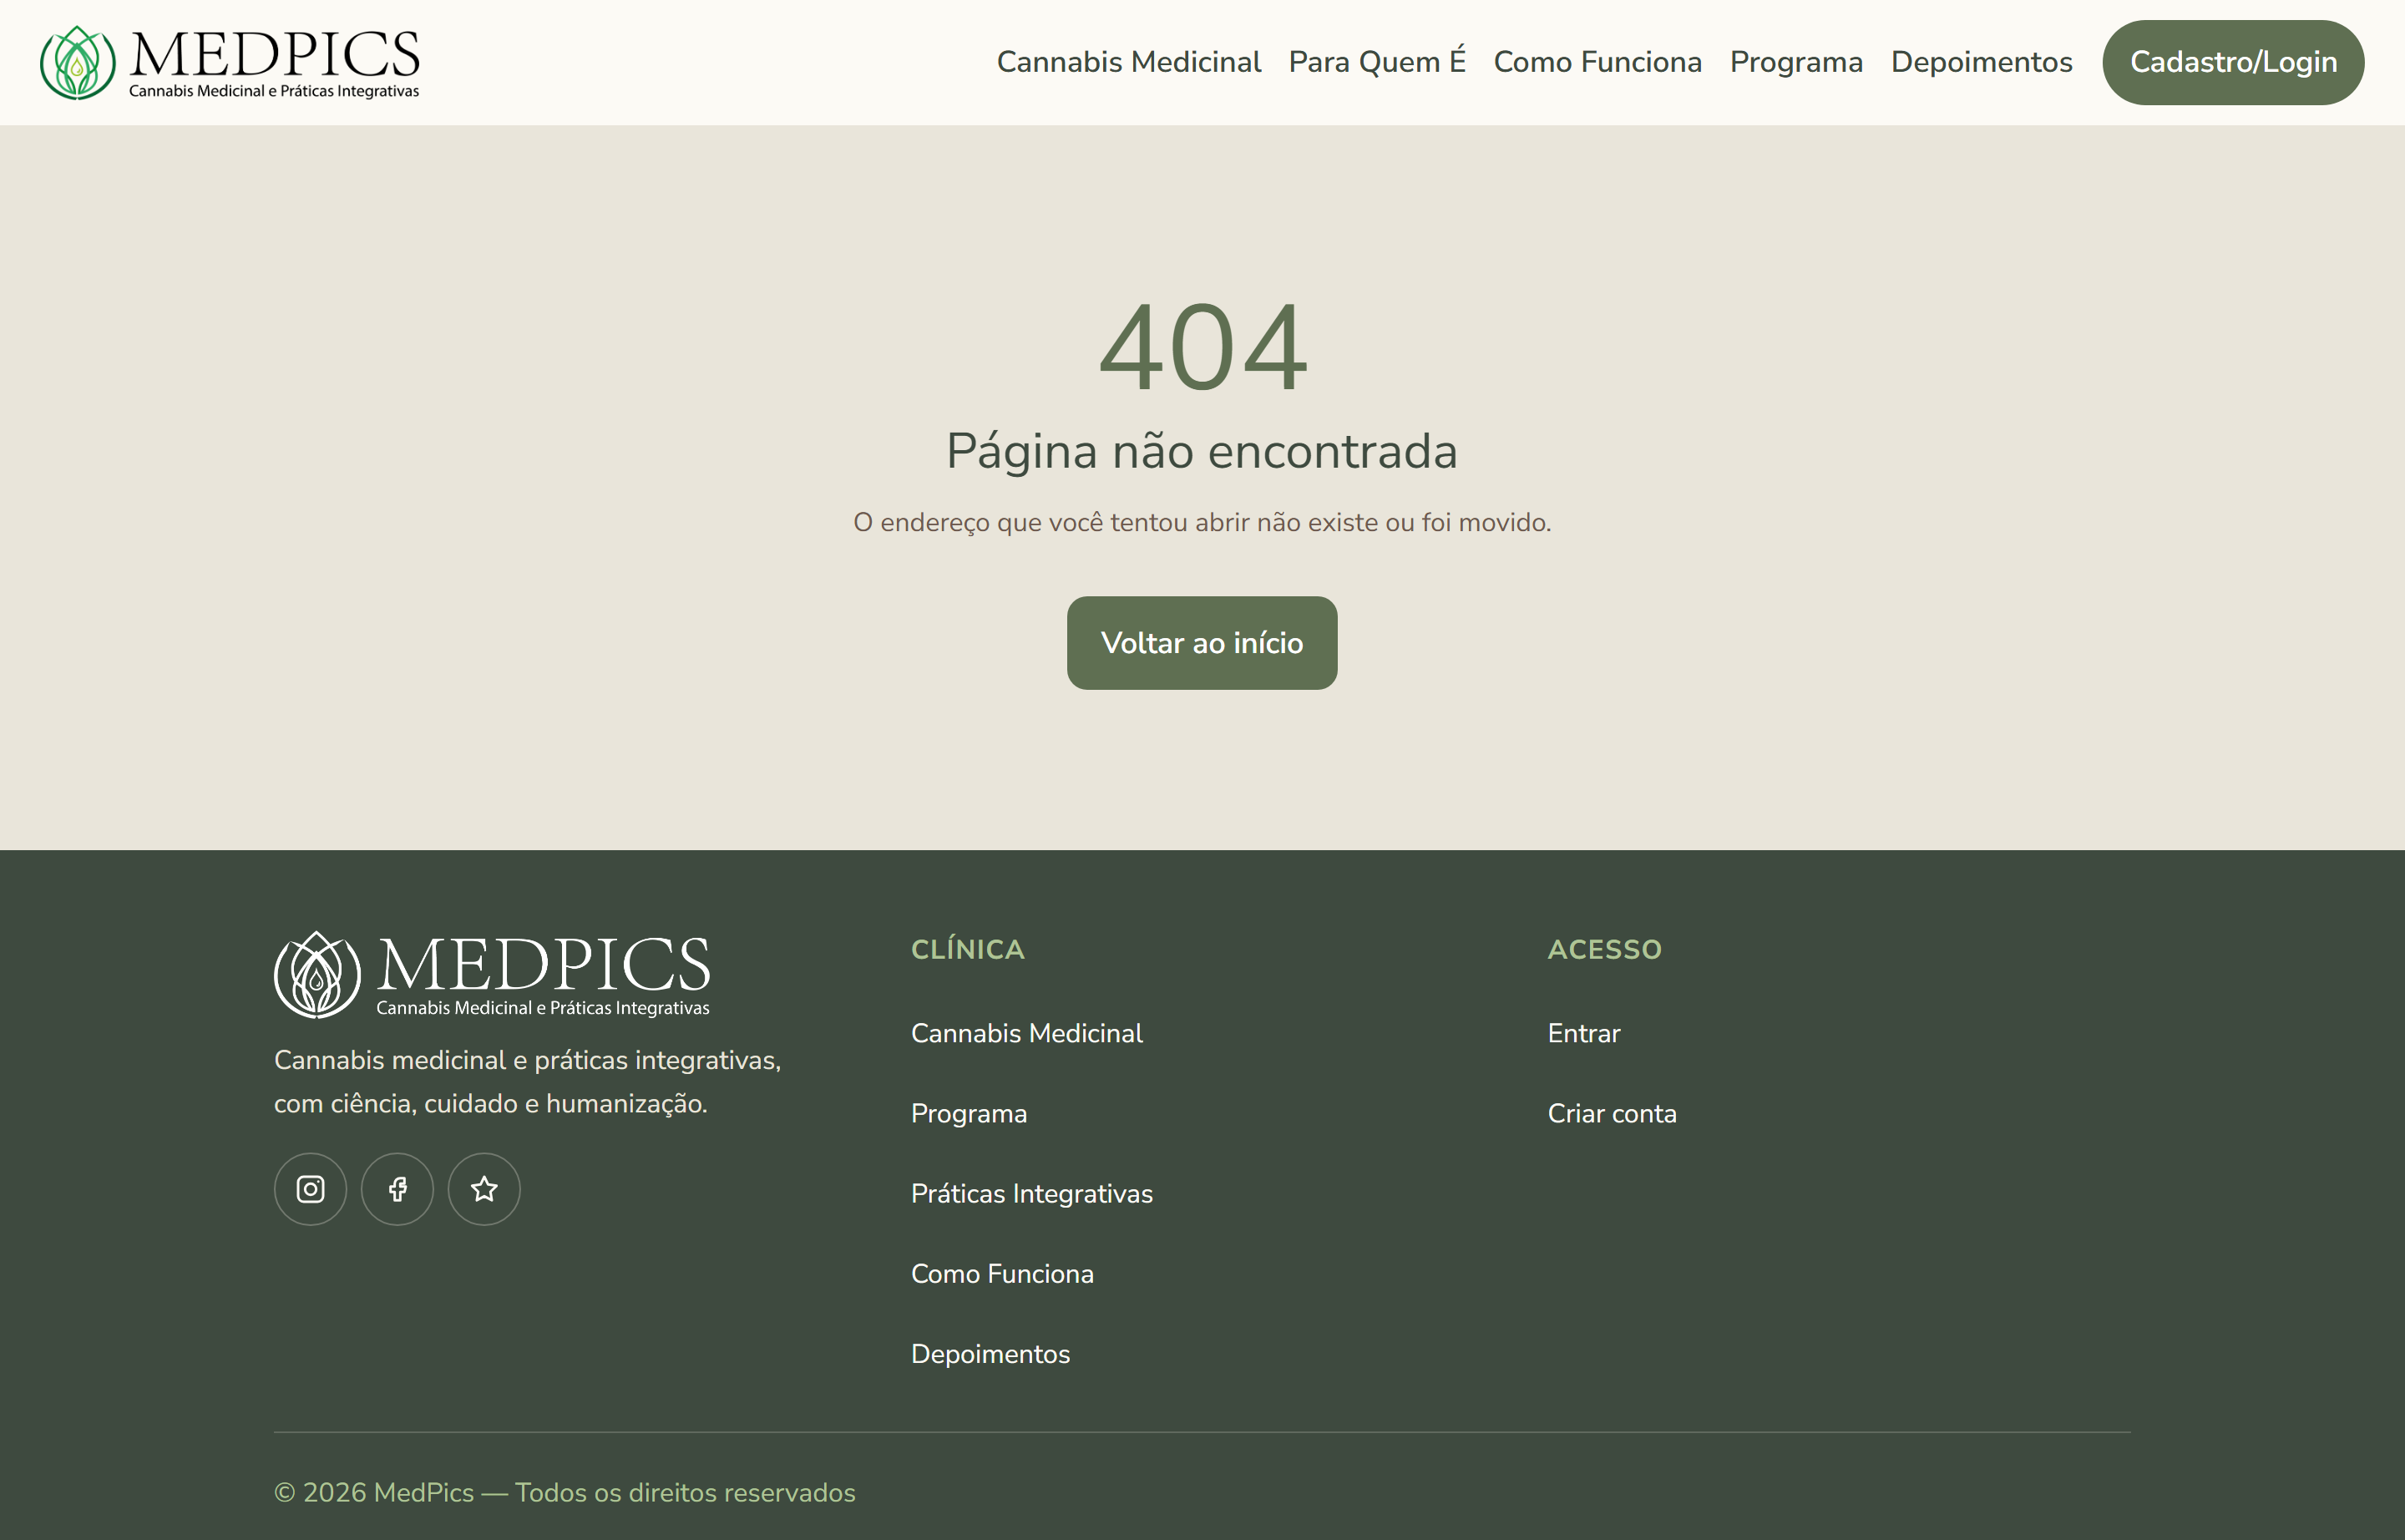 MEDPICS
Cannabis Medicinal e Práticas Integrativas
Cannabis Medicinal
Para Quem É
Como Funciona
Programa
Depoimentos
Cadastro/Login
404
Página não encontrada
O endereço que você tentou abrir não existe ou foi movido.
Voltar ao início
MEDPICS
Cannabis Medicinal e Práticas Integrativas
Cannabis medicinal e práticas integrativas,
com ciência, cuidado e humanização.
CLÍNICA
Cannabis Medicinal
Programa
Práticas Integrativas
Como Funciona
Depoimentos
ACESSO
Entrar
Criar conta
© 2026 MedPics — Todos os direitos reservados